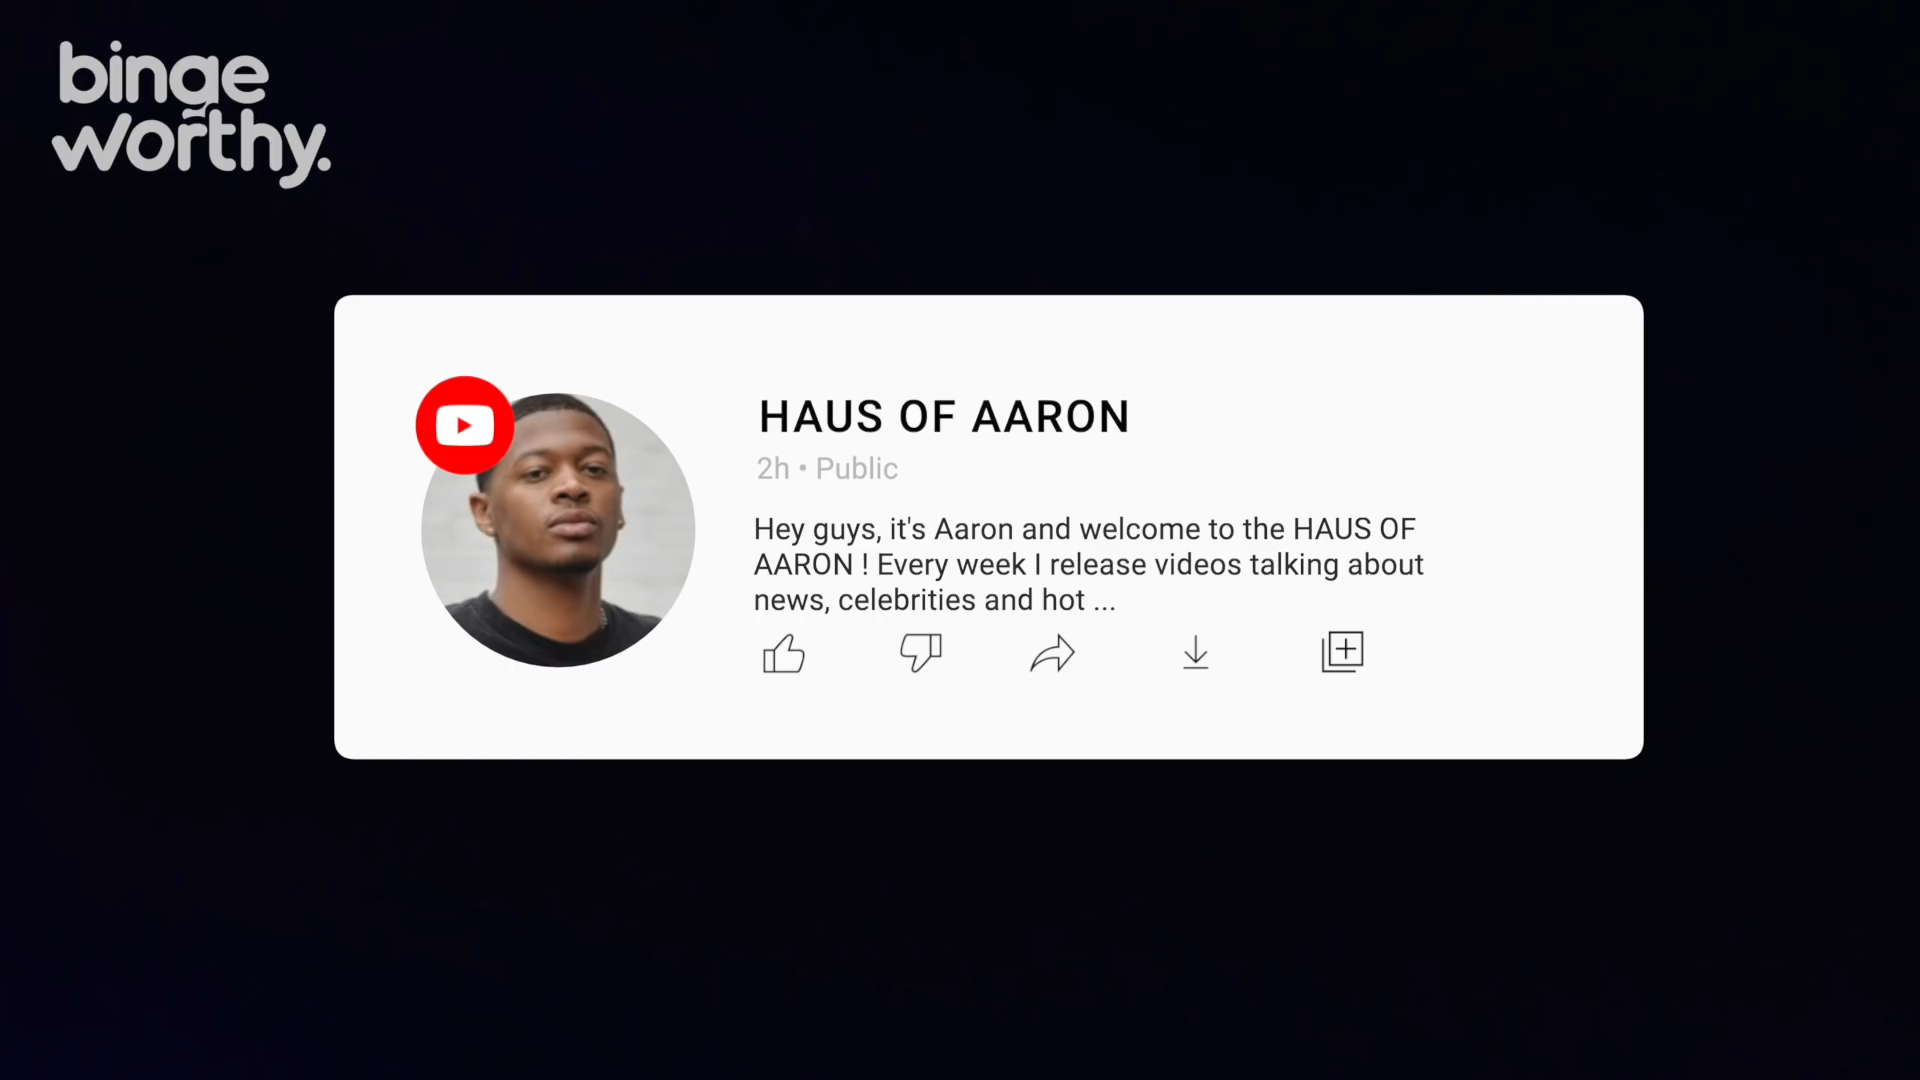 binge
worthy.
HAUS OF AARON
2h • Public
Hey guys, it's Aaron and welcome to the HAUS OF
AARON ! Every week I release videos talking about
news, celebrities and hot ...